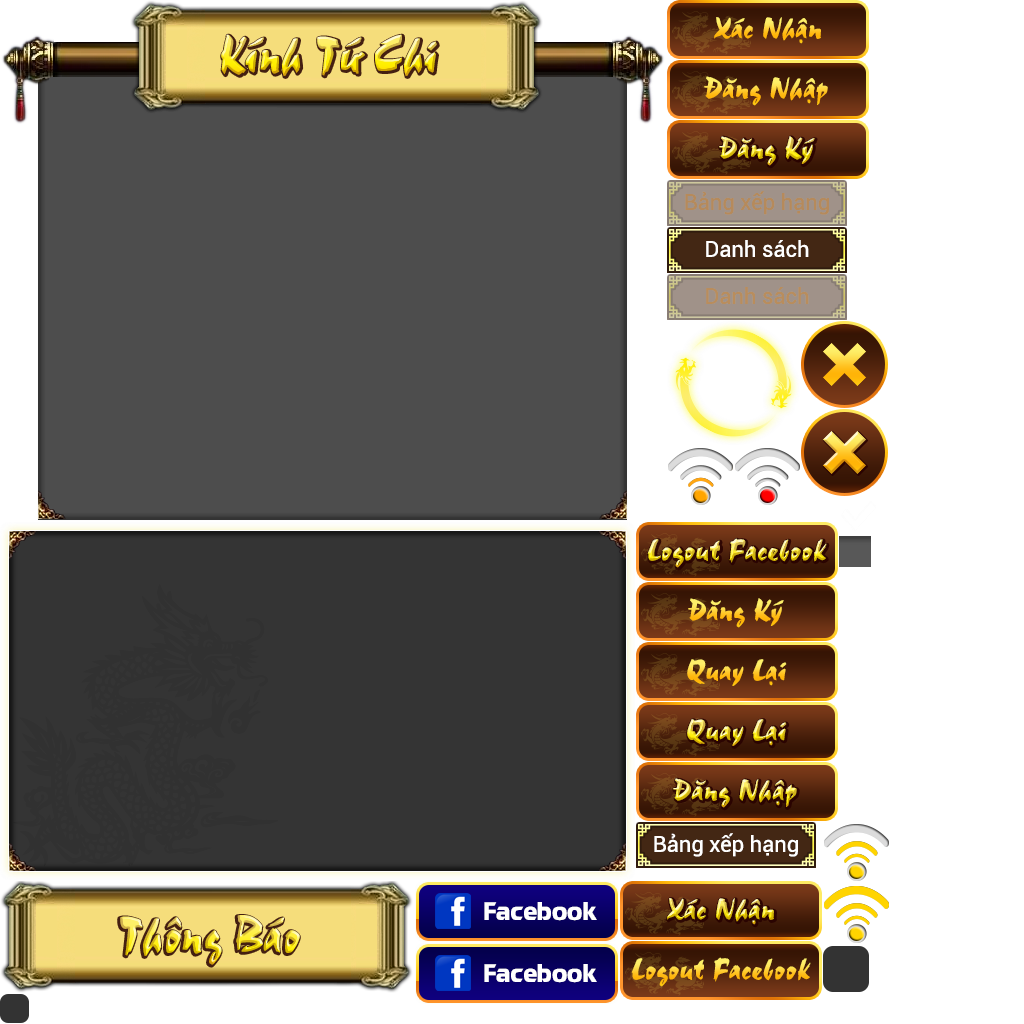 Kính Tứ Chi
Xác Nhận
Đăng Nhập
Đăng Ký
Bảng xếp hạng
Danh sách
Danh sách
Logout Facebook
Đăng Ký
Quay Lại
Quay Lại
Đăng Nhập
Bảng xếp hạng
Thông Báo
f Facebook
Xác Nhận
f Facebook
Logout Facebook